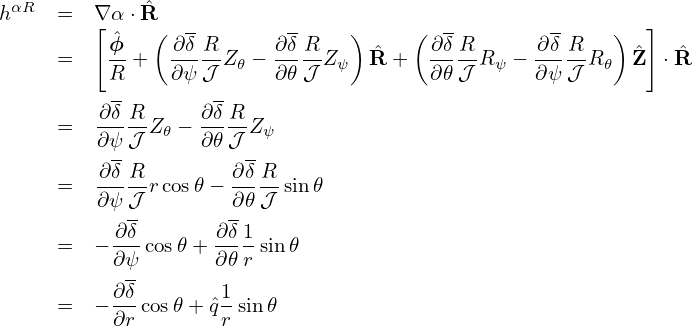 h^{αR} = ∇α · R̂
= [ ϕ̂/R + ( ∂δ̅/∂ψ R/𝒥 Z_θ − ∂δ̅/∂θ R/𝒥 Z_ψ ) R̂ + ( ∂δ̅/∂θ R/𝒥 R_ψ − ∂δ̅/∂ψ R/𝒥 R_θ ) Ẑ ] · R̂
= ∂δ̅/∂ψ R/𝒥 Z_θ − ∂δ̅/∂θ R/𝒥 Z_ψ
= ∂δ̅/∂ψ R/𝒥 r cos θ − ∂δ̅/∂θ R/𝒥 sin θ
= − ∂δ̅/∂ψ cos θ + ∂δ̅/∂θ 1/r sin θ
= − ∂δ̅/∂r cos θ + q̂ 1/r sin θ